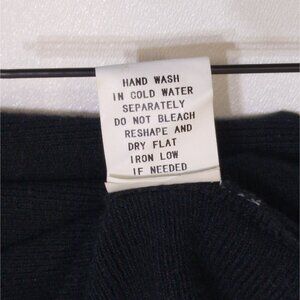 HAND WASH
IN COLD WATER
SEPARATELY
DO NOT BLEACH
RESHAPE AND
DRY FLAT
IRON LOW
IF NEEDED